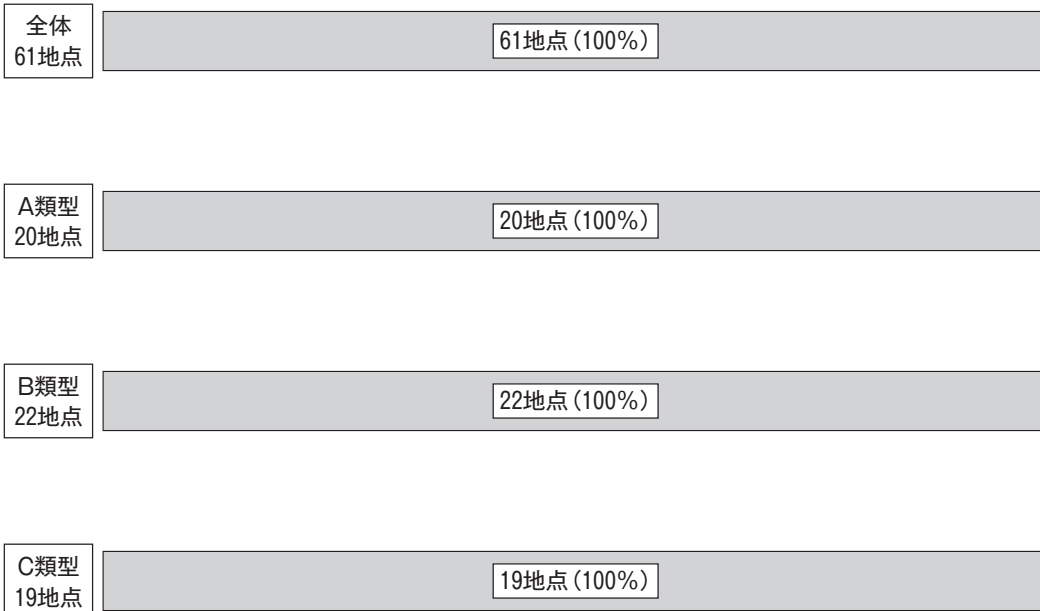 全体
61地点
61地点(100%)
A類型
20地点
20地点(100%)
B類型
22地点
22地点(100%)
C類型
19地点
19地点(100%)